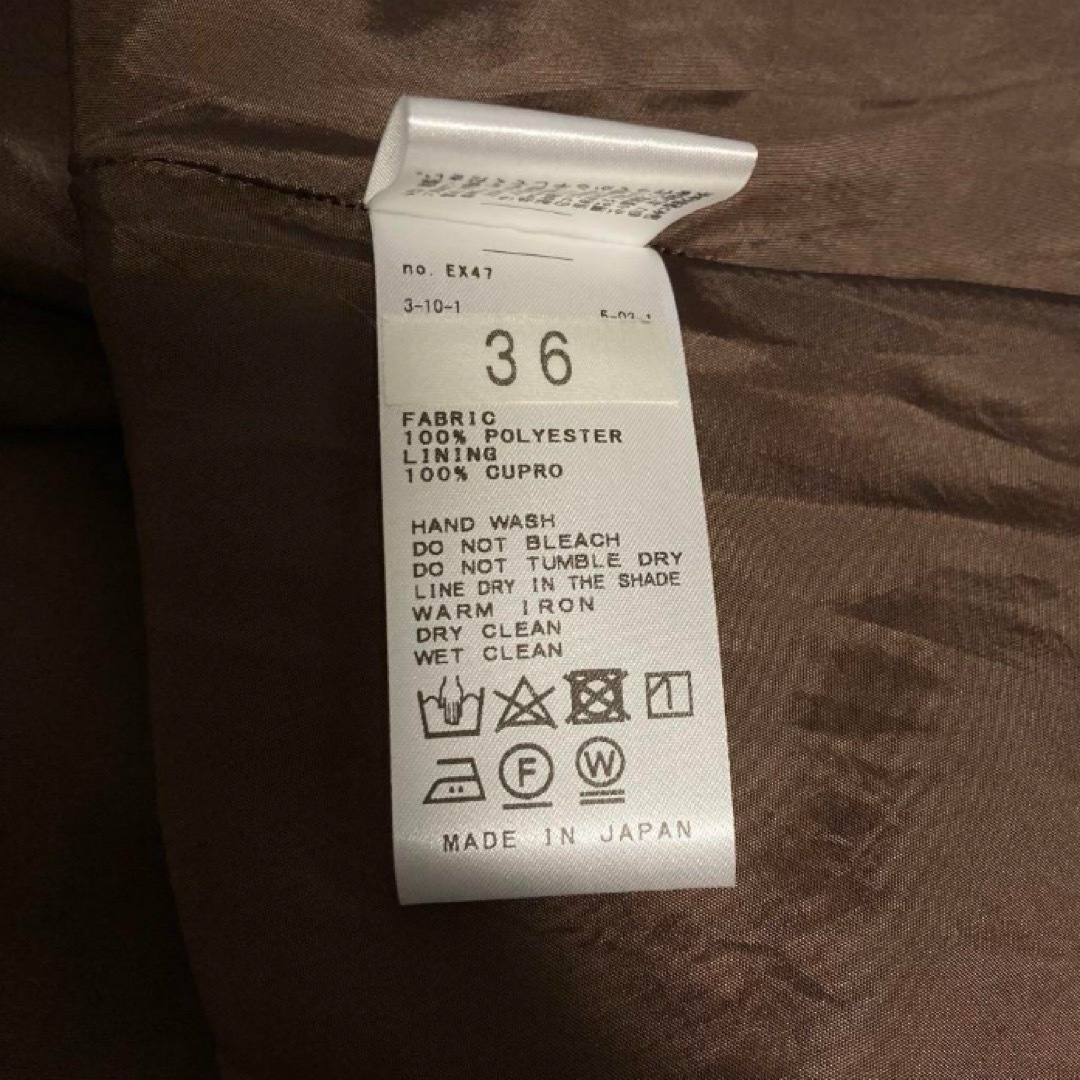 no. EX47
3-10-1
36
FABRIC
100% POLYESTER
LINING
100% CUPRO
HAND WASH
DO NOT BLEACH
DO NOT TUMBLE DRY
LINE DRY IN THE SHADE
WARM IRON
DRY CLEAN
WET CLEAN
F W
MADE IN JAPAN